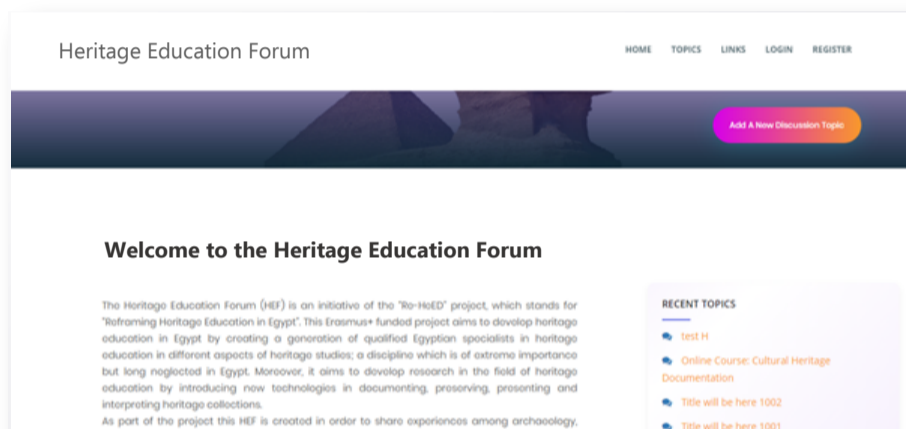 Heritage Education Forum
HOME TOPICS LINKS LOGIN REGISTER
Add A New Discussion Topic
Welcome to the Heritage Education Forum
The Heritage Education Forum (HEF) is an initiative of the "Re-HeED" project, which stands for
"Reframing Heritage Education in Egypt". This Erasmus+ funded project aims to develop heritage
education in Egypt by creating a generation of qualified Egyptian specialists in heritage
education in different aspects of heritage studies; a discipline which is of extreme importance
but long neglected in Egypt. Moreover, it aims to develop research in the field of heritage
education by introducing new technologies in documenting, preserving, presenting and
interpreting heritage collections.
As part of the project this HEF is created in order to share experiences among archaeology,
RECENT TOPICS
test H
Online Course: Cultural Heritage
Documentation
Title will be here 1002
Title will be here 1001